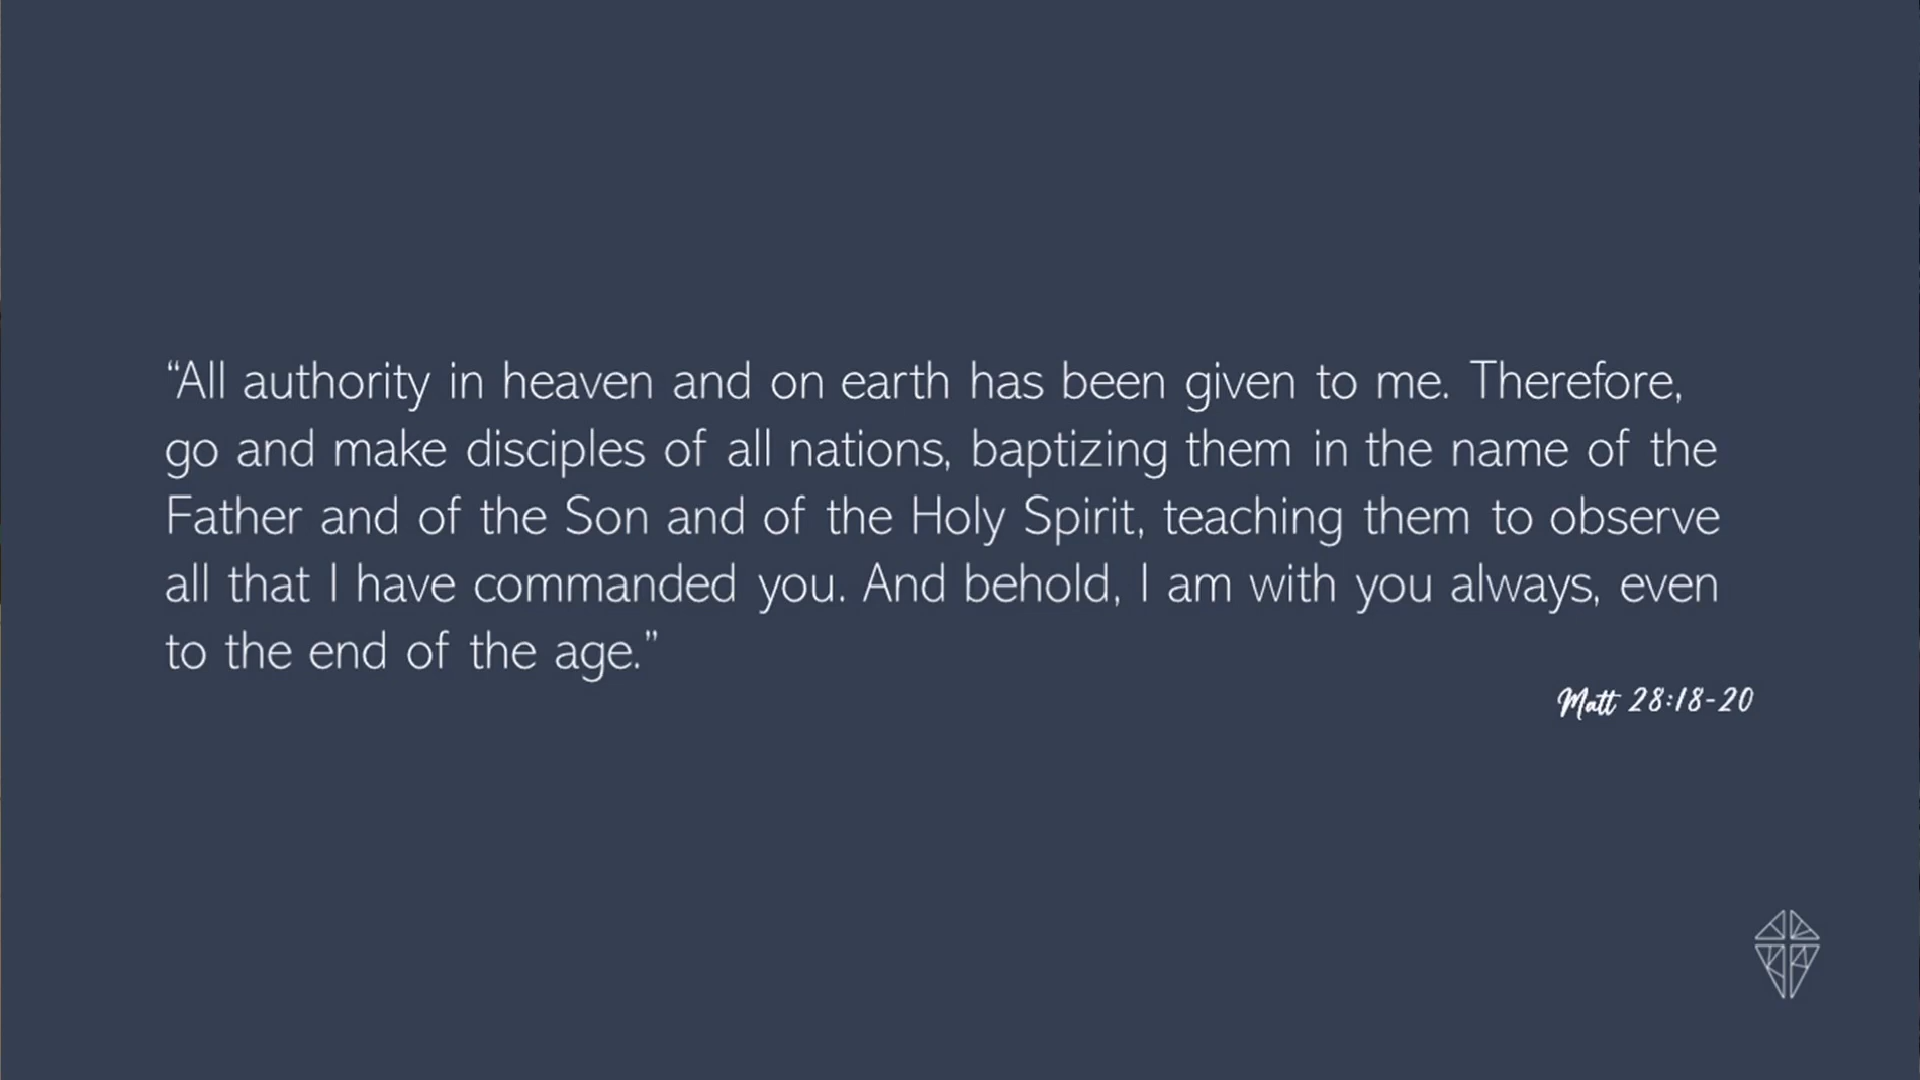 “All authority in heaven and on earth has been given to me. Therefore,
go and make disciples of all nations, baptizing them in the name of the
Father and of the Son and of the Holy Spirit, teaching them to observe
all that I have commanded you. And behold, I am with you always, even
to the end of the age.”
Matt 28:18-20